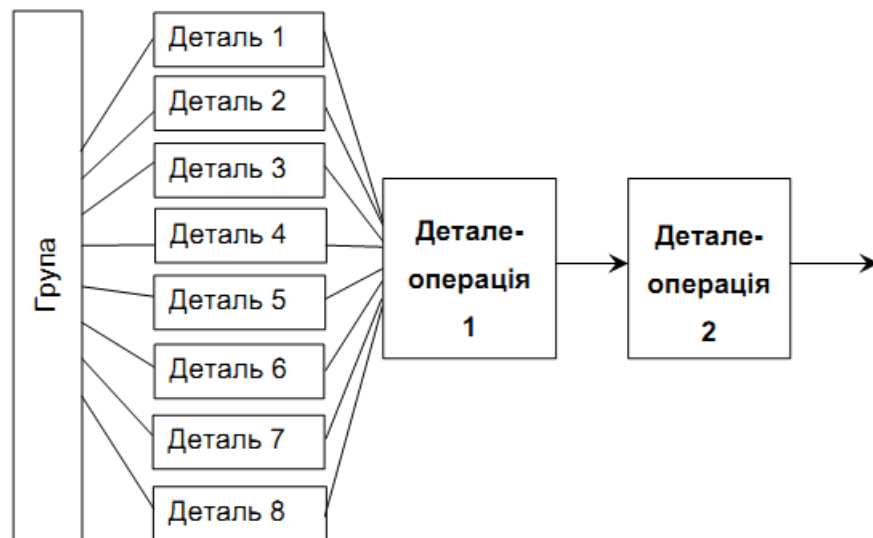 Група
Деталь 1
Деталь 2
Деталь 3
Деталь 4
Деталь 5
Деталь 6
Деталь 7
Деталь 8
Детале-
операція
1
Детале-
операція
2